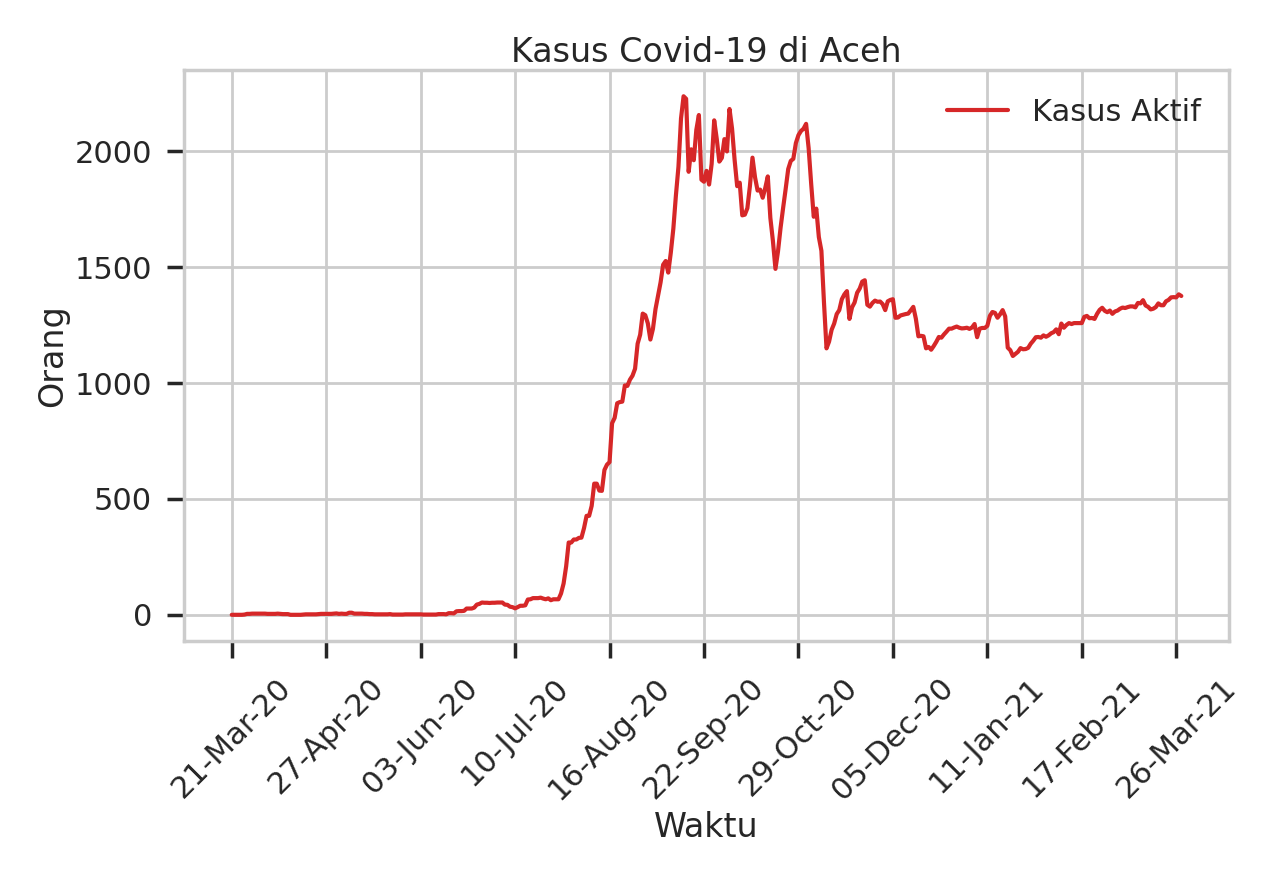 Kasus Covid-19 di Aceh
Kasus Aktif
Orang
2000
1500
1000
500
0
21-Mar-20
27-Apr-20
03-Jun-20
10-Jul-20
16-Aug-20
22-Sep-20
29-Oct-20
05-Dec-20
11-Jan-21
17-Feb-21
26-Mar-21
Waktu